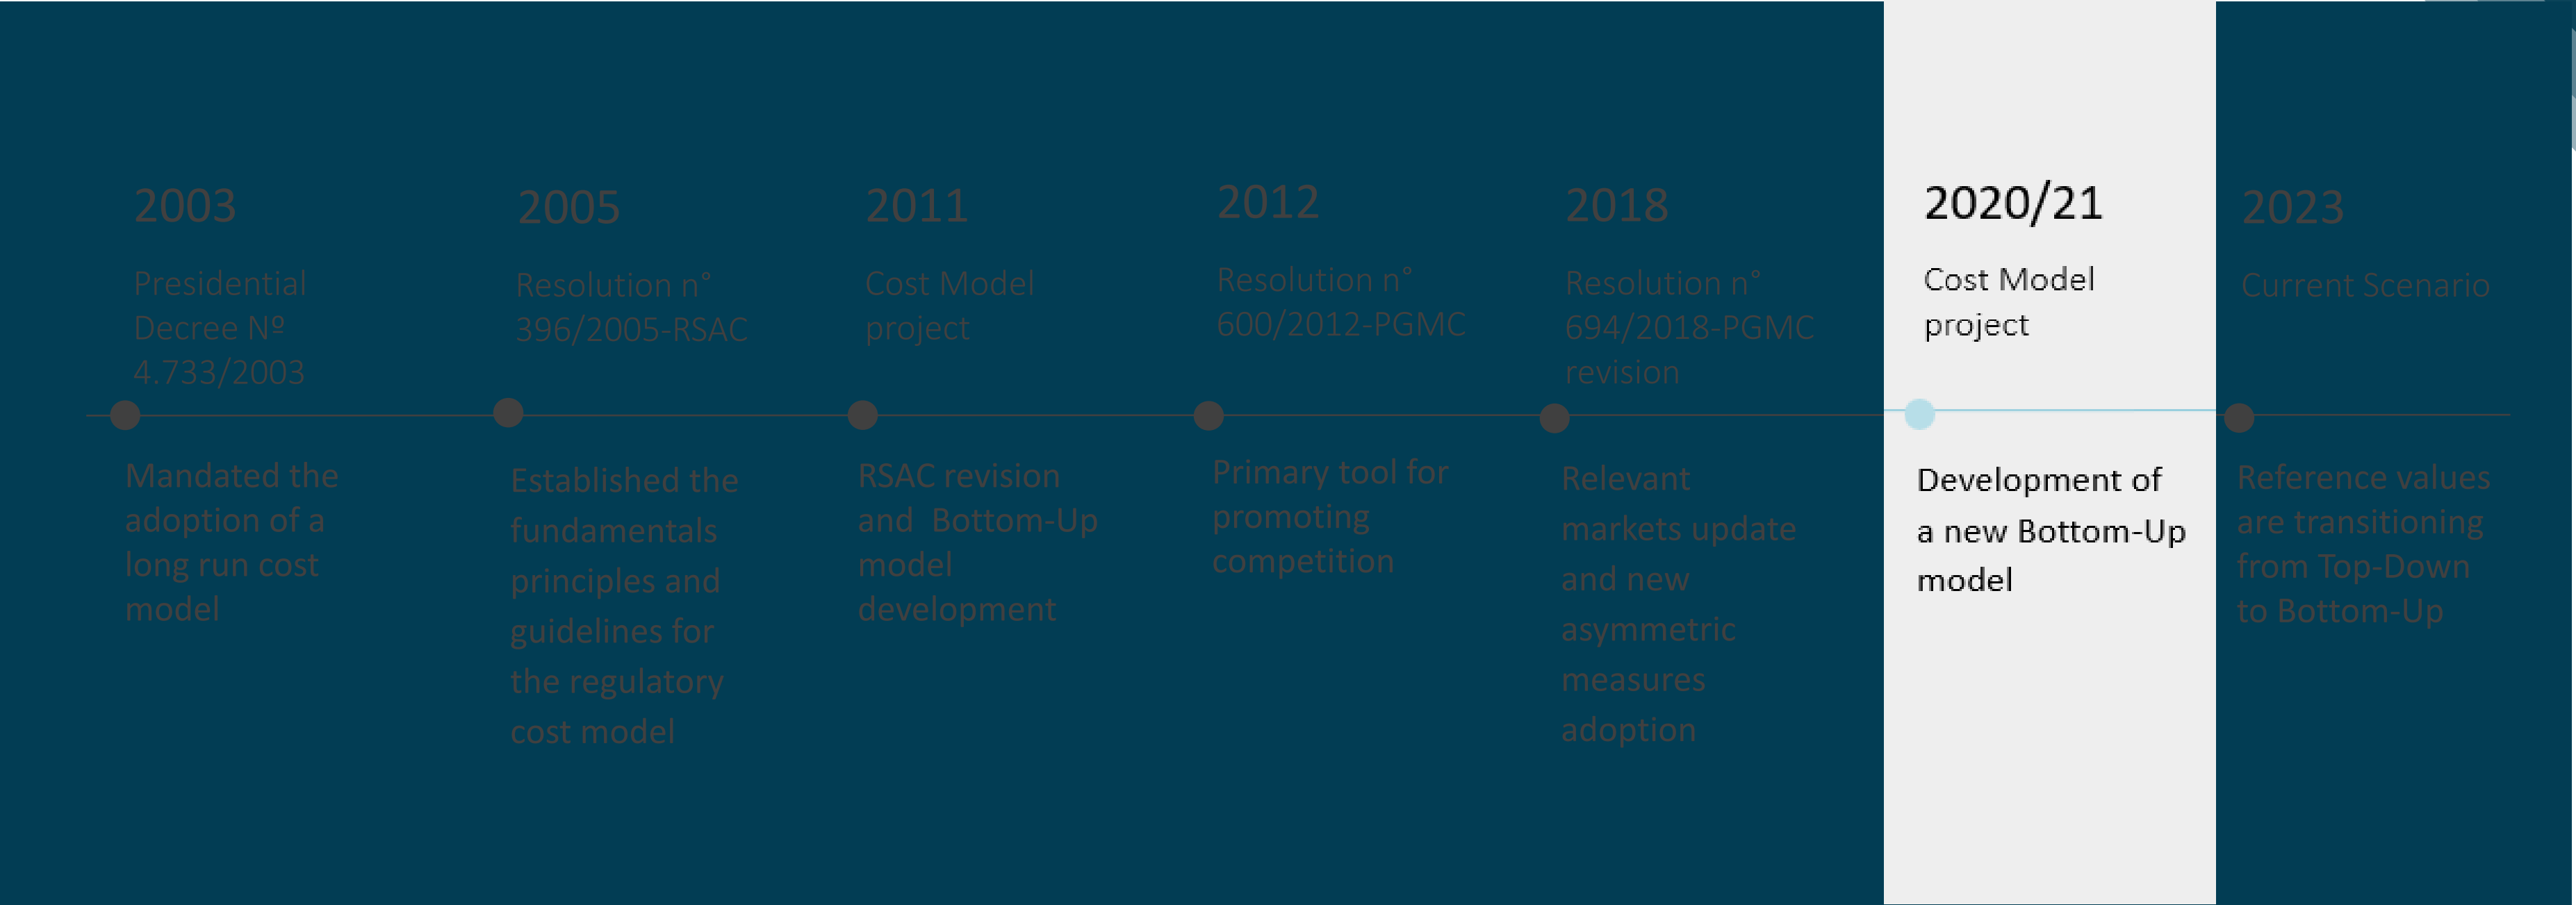 2003
Presidential
Decree Nº
4.733/2003
Mandated the
adoption of a
long run cost
model
2005
Resolution n°
396/2005-RSAC
Established the
fundamentals
principles and
guidelines for
the regulatory
cost model
2011
Cost Model
project
RSAC revision
and  Bottom-Up
model
development
2012
Resolution n°
600/2012-PGMC
Primary tool for
promoting
competition
2018
Resolution n°
694/2018-PGMC
revision
Relevant
markets update
and new
asymmetric
measures
adoption
2020/21
Cost Model
project
Development of
a new Bottom-Up
model
2023
Current Scenario
Reference values
are transitioning
from Top-Down
to Bottom-Up